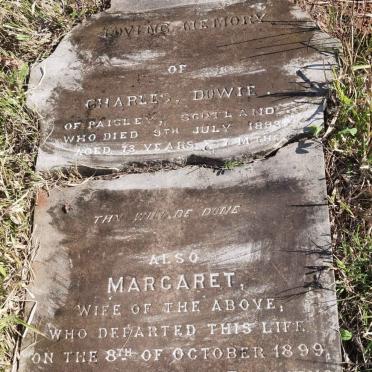 LOVING MEMORY
OF
CHARLES DOWIE.
OF PAISLEY, SCOTLAND.
WHO DIED 9TH JULY
AGED 73 YEARS
THY WILL BE DONE
ALSO
MARGARET,
WIFE OF THE ABOVE,
WHO DEPARTED THIS LIFE
ON THE 8TH OF OCTOBER 1899,